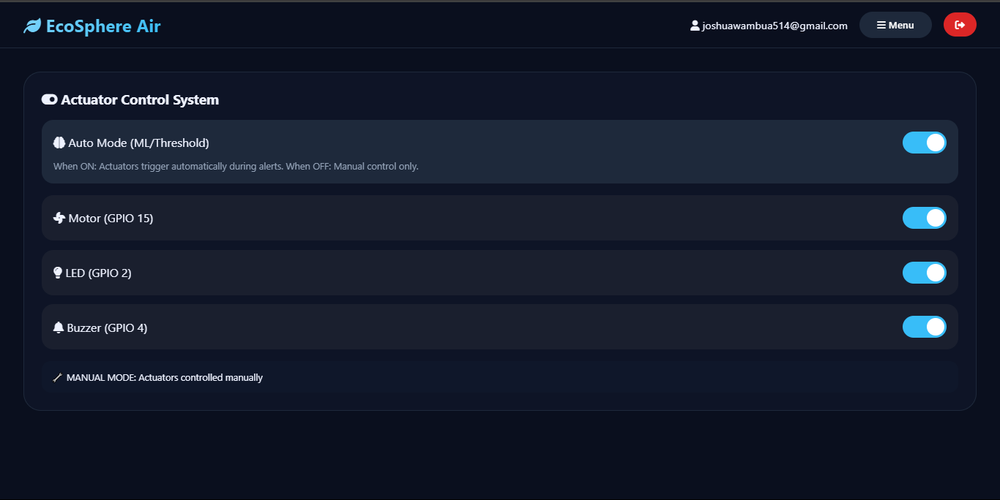 EcoSphere Air
joshuawambua514@gmail.com
Menu
Actuator Control System
Auto Mode (ML/Threshold)
When ON: Actuators trigger automatically during alerts. When OFF: Manual control only.
Motor (GPIO 15)
LED (GPIO 2)
Buzzer (GPIO 4)
MANUAL MODE: Actuators controlled manually